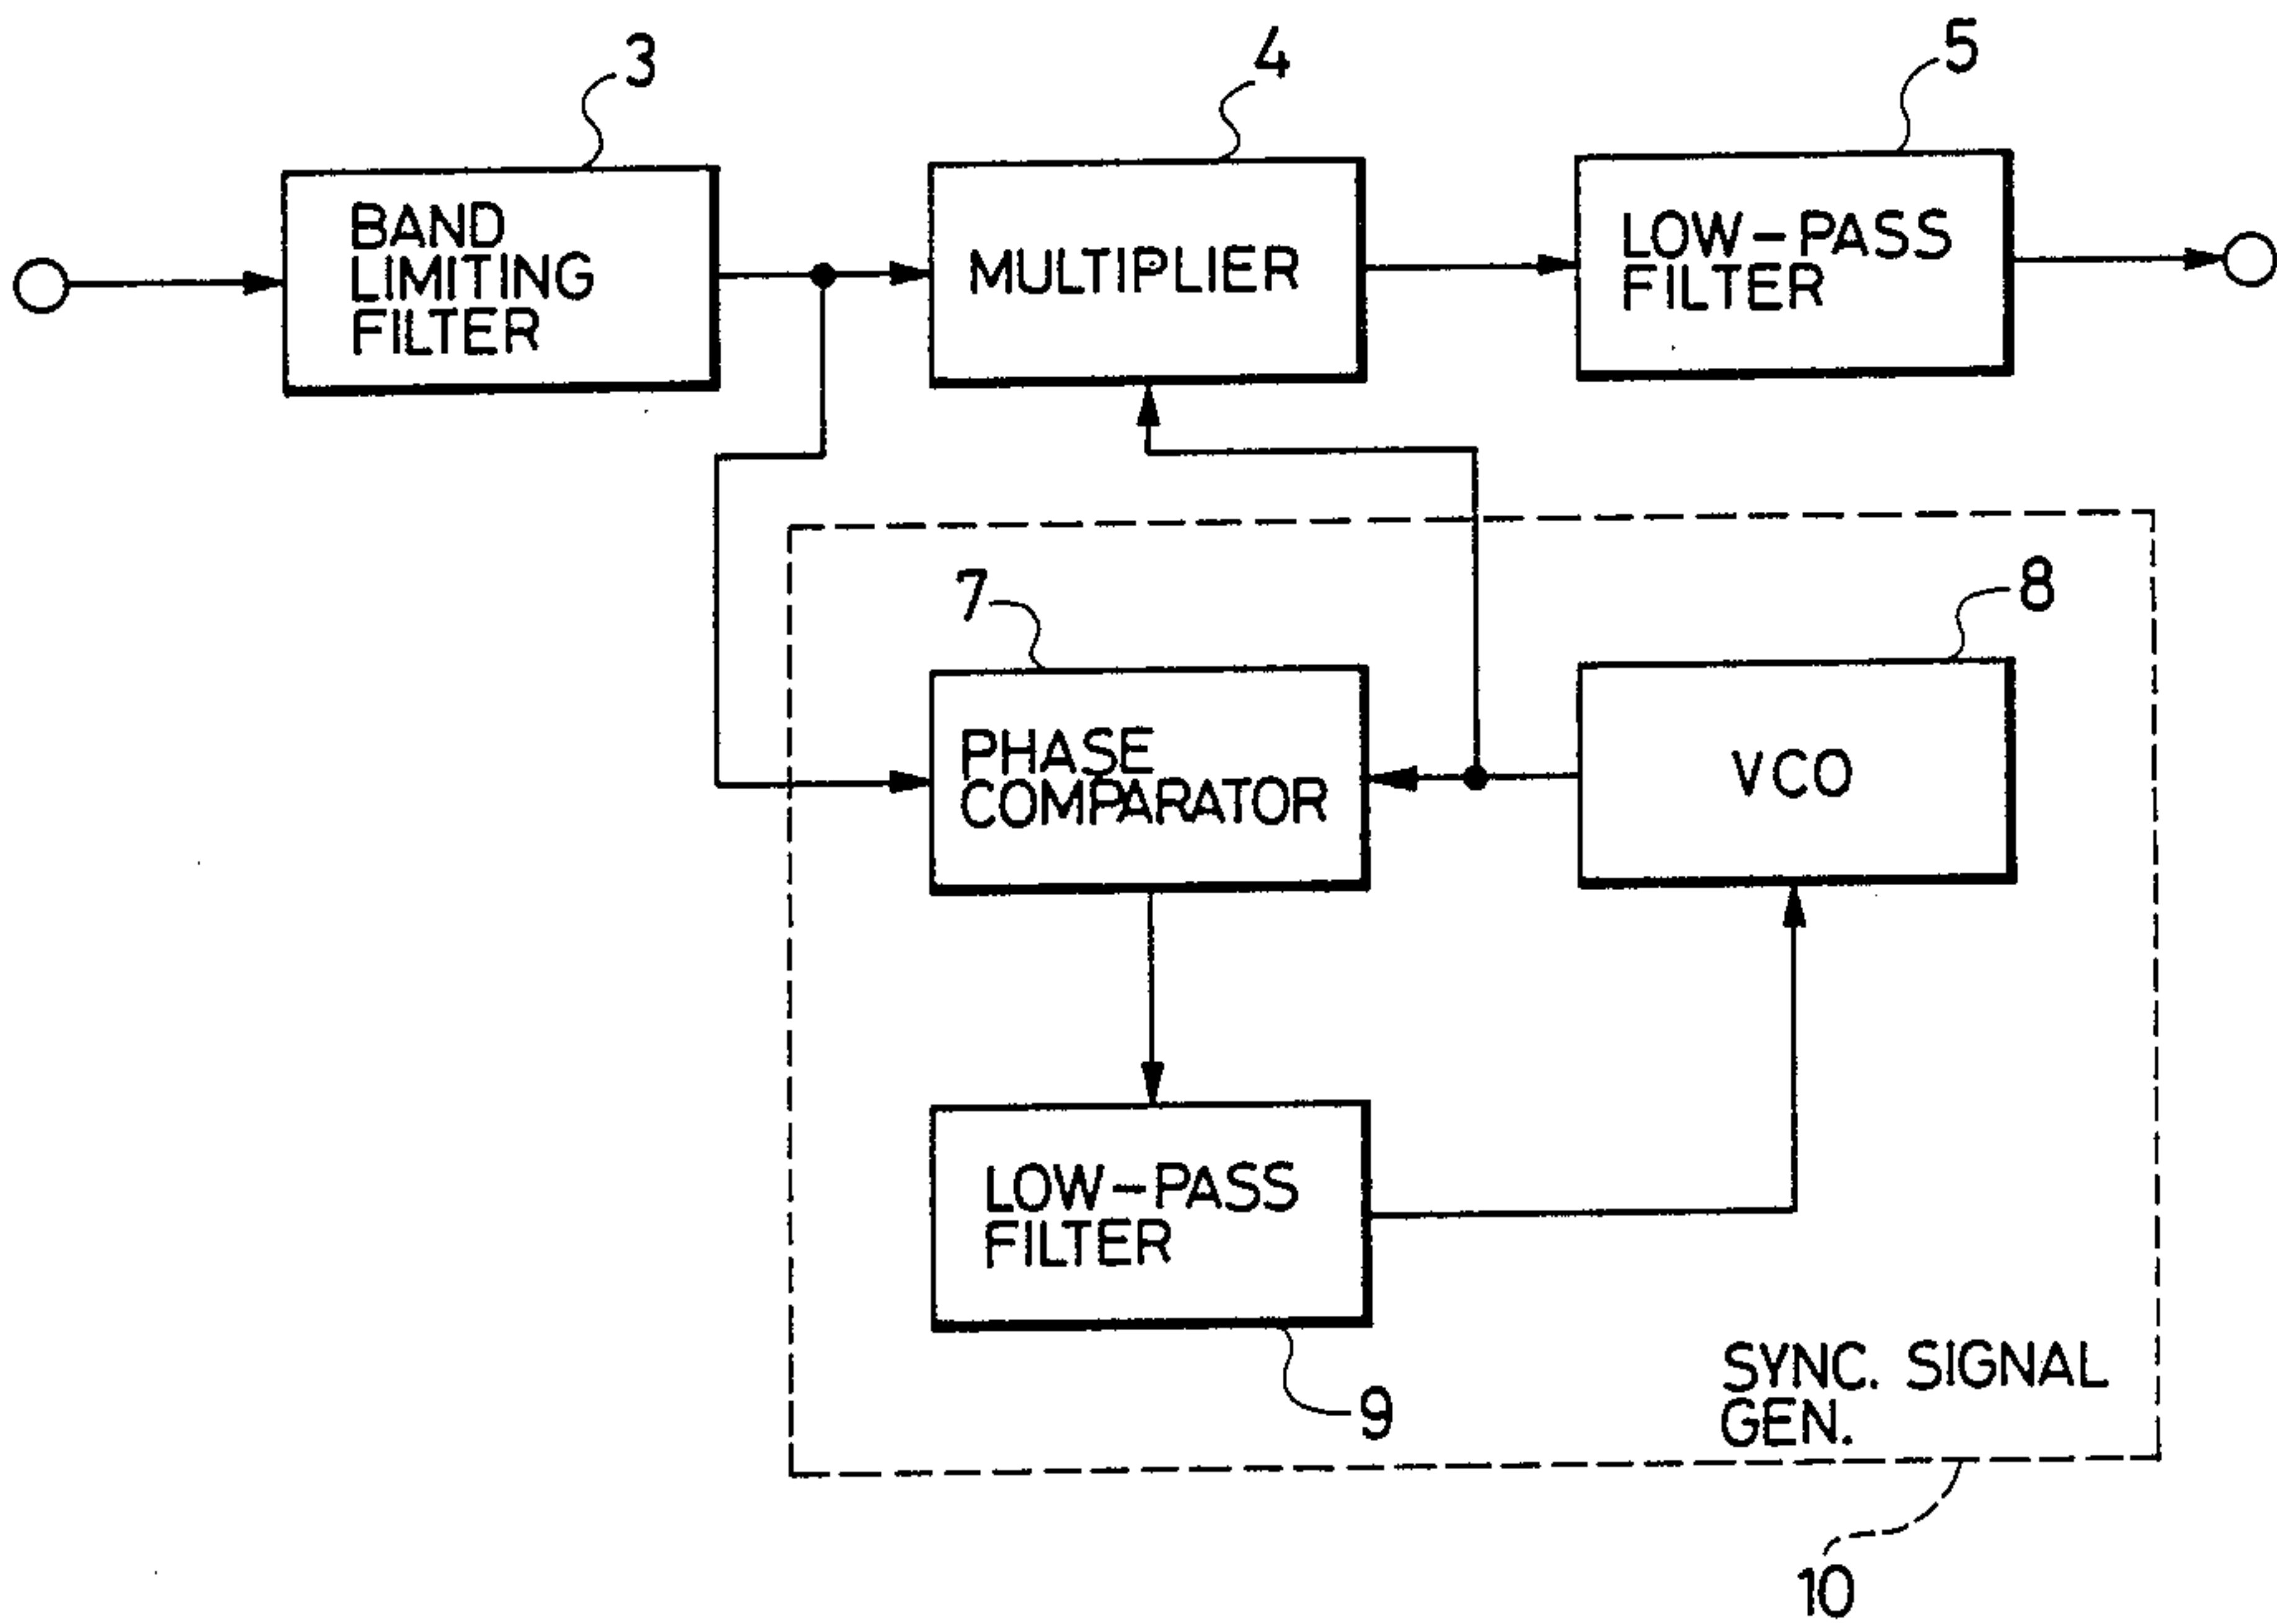 3
4
5
BAND
LIMITING
FILTER
MULTIPLIER
LOW-PASS
FILTER
7
8
PHASE
COMPARATOR
VCO
LOW-PASS
FILTER
9
SYNC. SIGNAL
GEN.
10